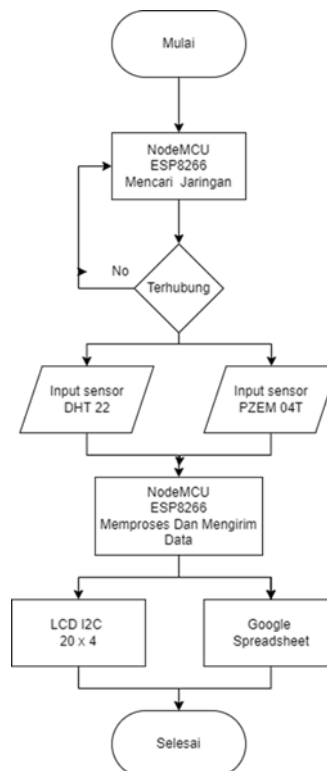 Mulai
NodeMCU
ESP8266
Mencari Jaringan
No
Terhubung
Input sensor
DHT 22
Input sensor
PZEM 04T
NodeMCU
ESP8266
Memproses Dan Mengirim
Data
LCD I2C
20 x 4
Google
Spreadsheet
Selesai